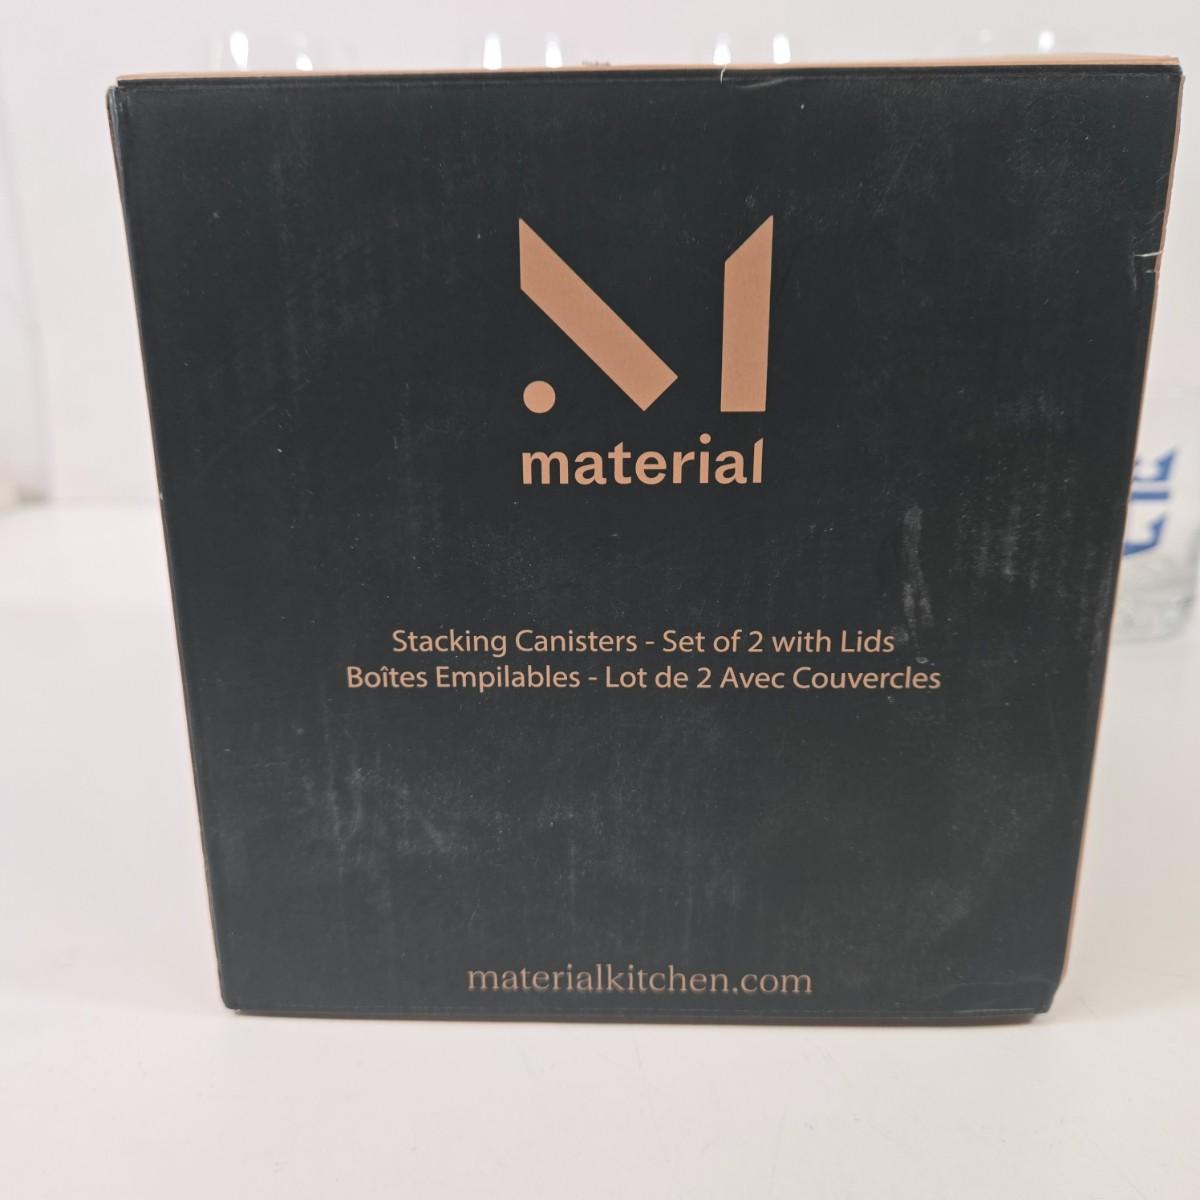 material
Stacking Canisters - Set of 2 with Lids
Boîtes Empilables - Lot de 2 Avec Couvercles
materialkitchen.com